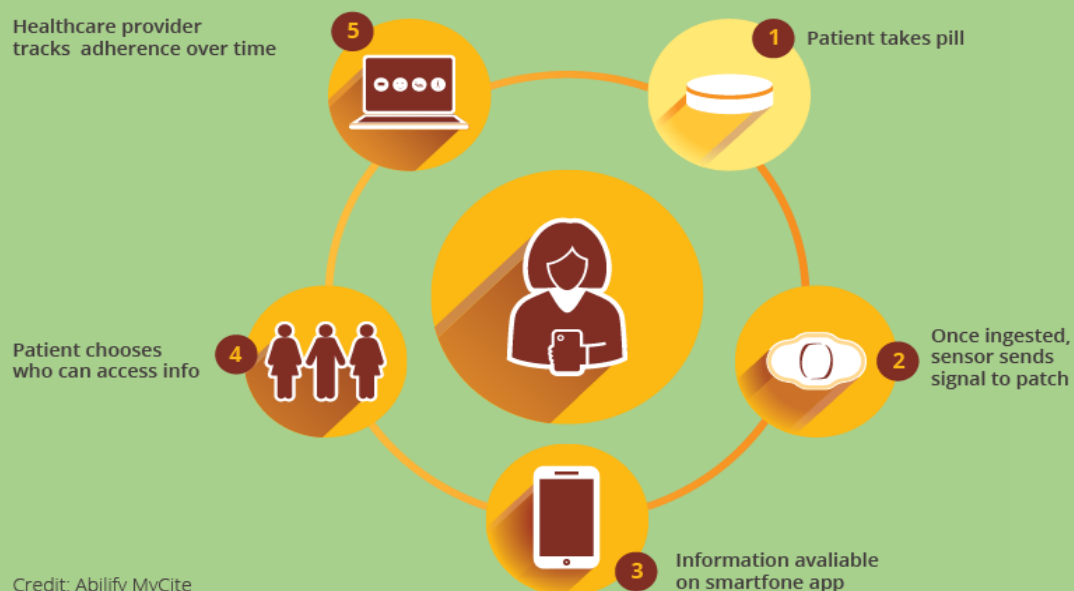 1
Patient takes pill
2
Once ingested,
sensor sends
signal to patch
3
Information avaliable
on smartfone app
4
Patient chooses
who can access info
5
Healthcare provider
tracks adherence over time
Credit: Abilify MyCite